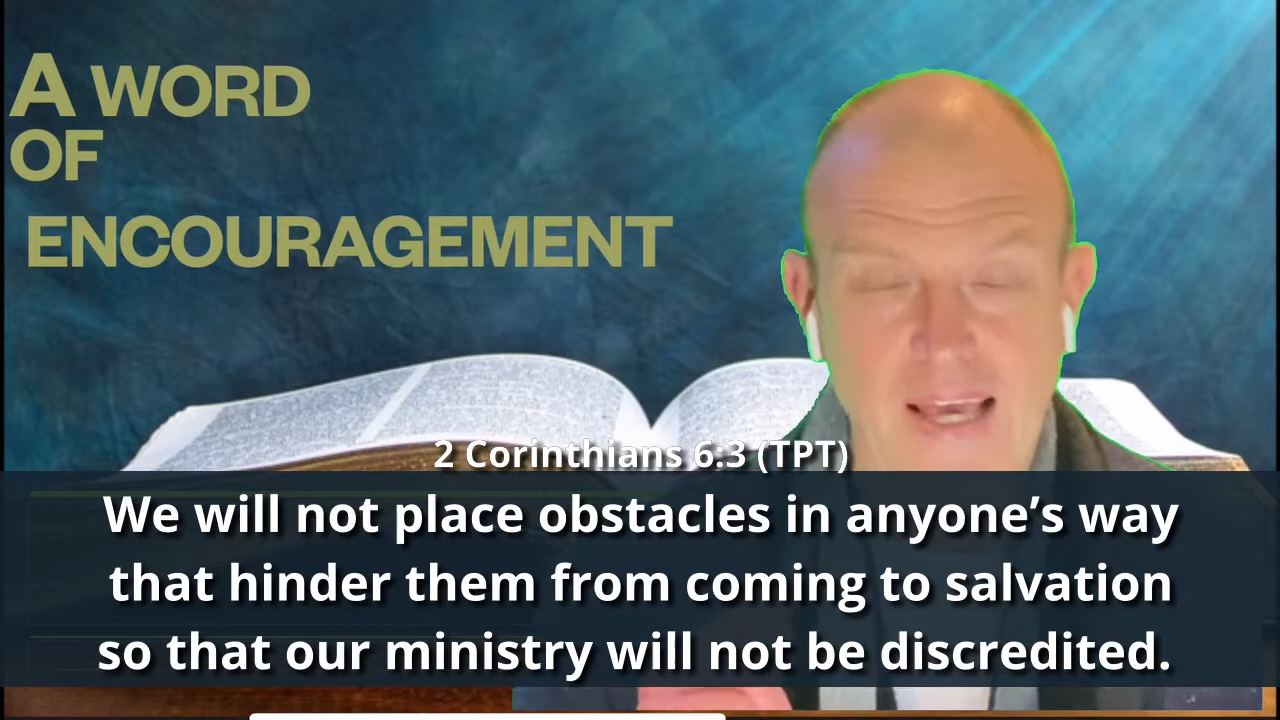 A WORD
OF
ENCOURAGEMENT
2 Corinthians 6:3 (TPT)
We will not place obstacles in anyone’s way
that hinder them from coming to salvation
so that our ministry will not be discredited.